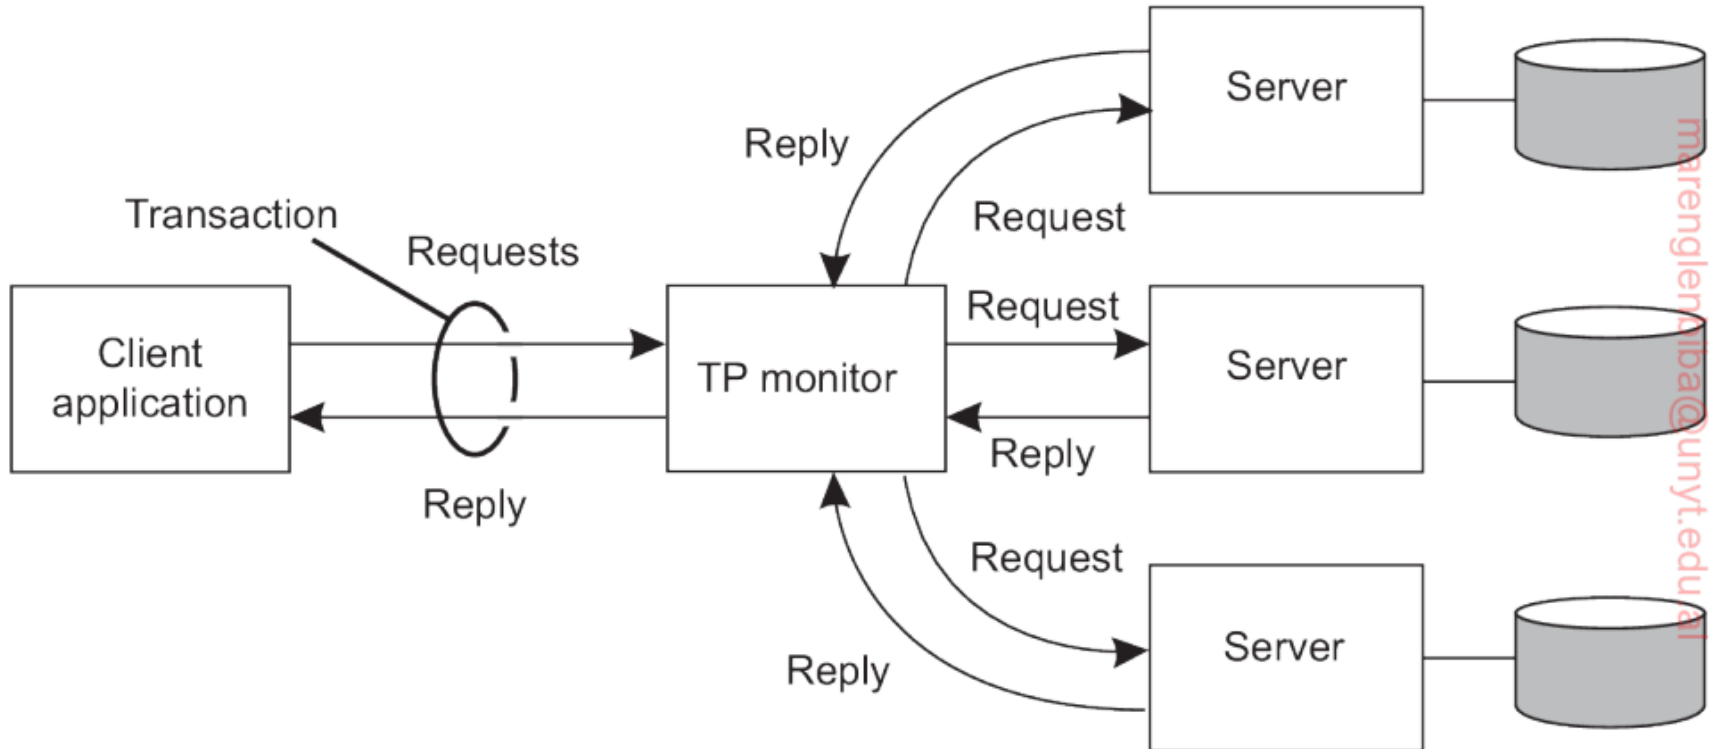 Transaction
Requests
Client
application
Reply
TP monitor
Reply
Request
Request
Reply
Request
Reply
Server
Server
Server
marenglenbiba@unyt.edu.al